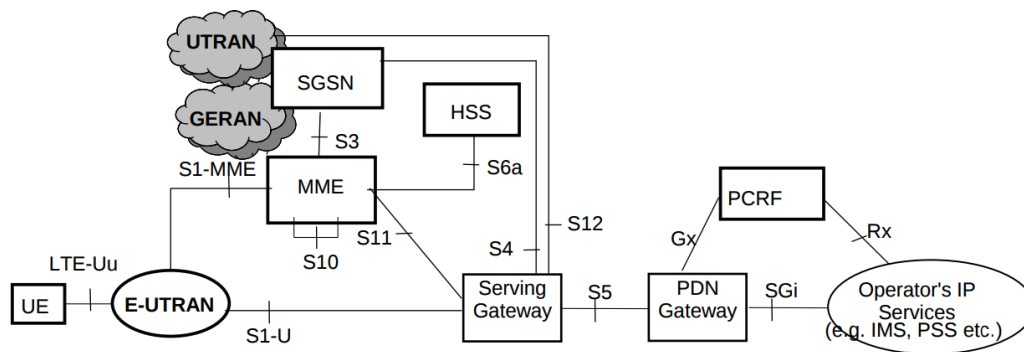 UTRAN
SGSN
GERAN
HSS
S3
S1-MME
S6a
MME
PCRF
S12
S11
Gx
Rx
S4
S10
LTE-Uu
UE
E-UTRAN
Serving
Gateway
S5
PDN
Gateway
SGi
Operator's IP
Services
(e.g. IMS, PSS etc.)
S1-U